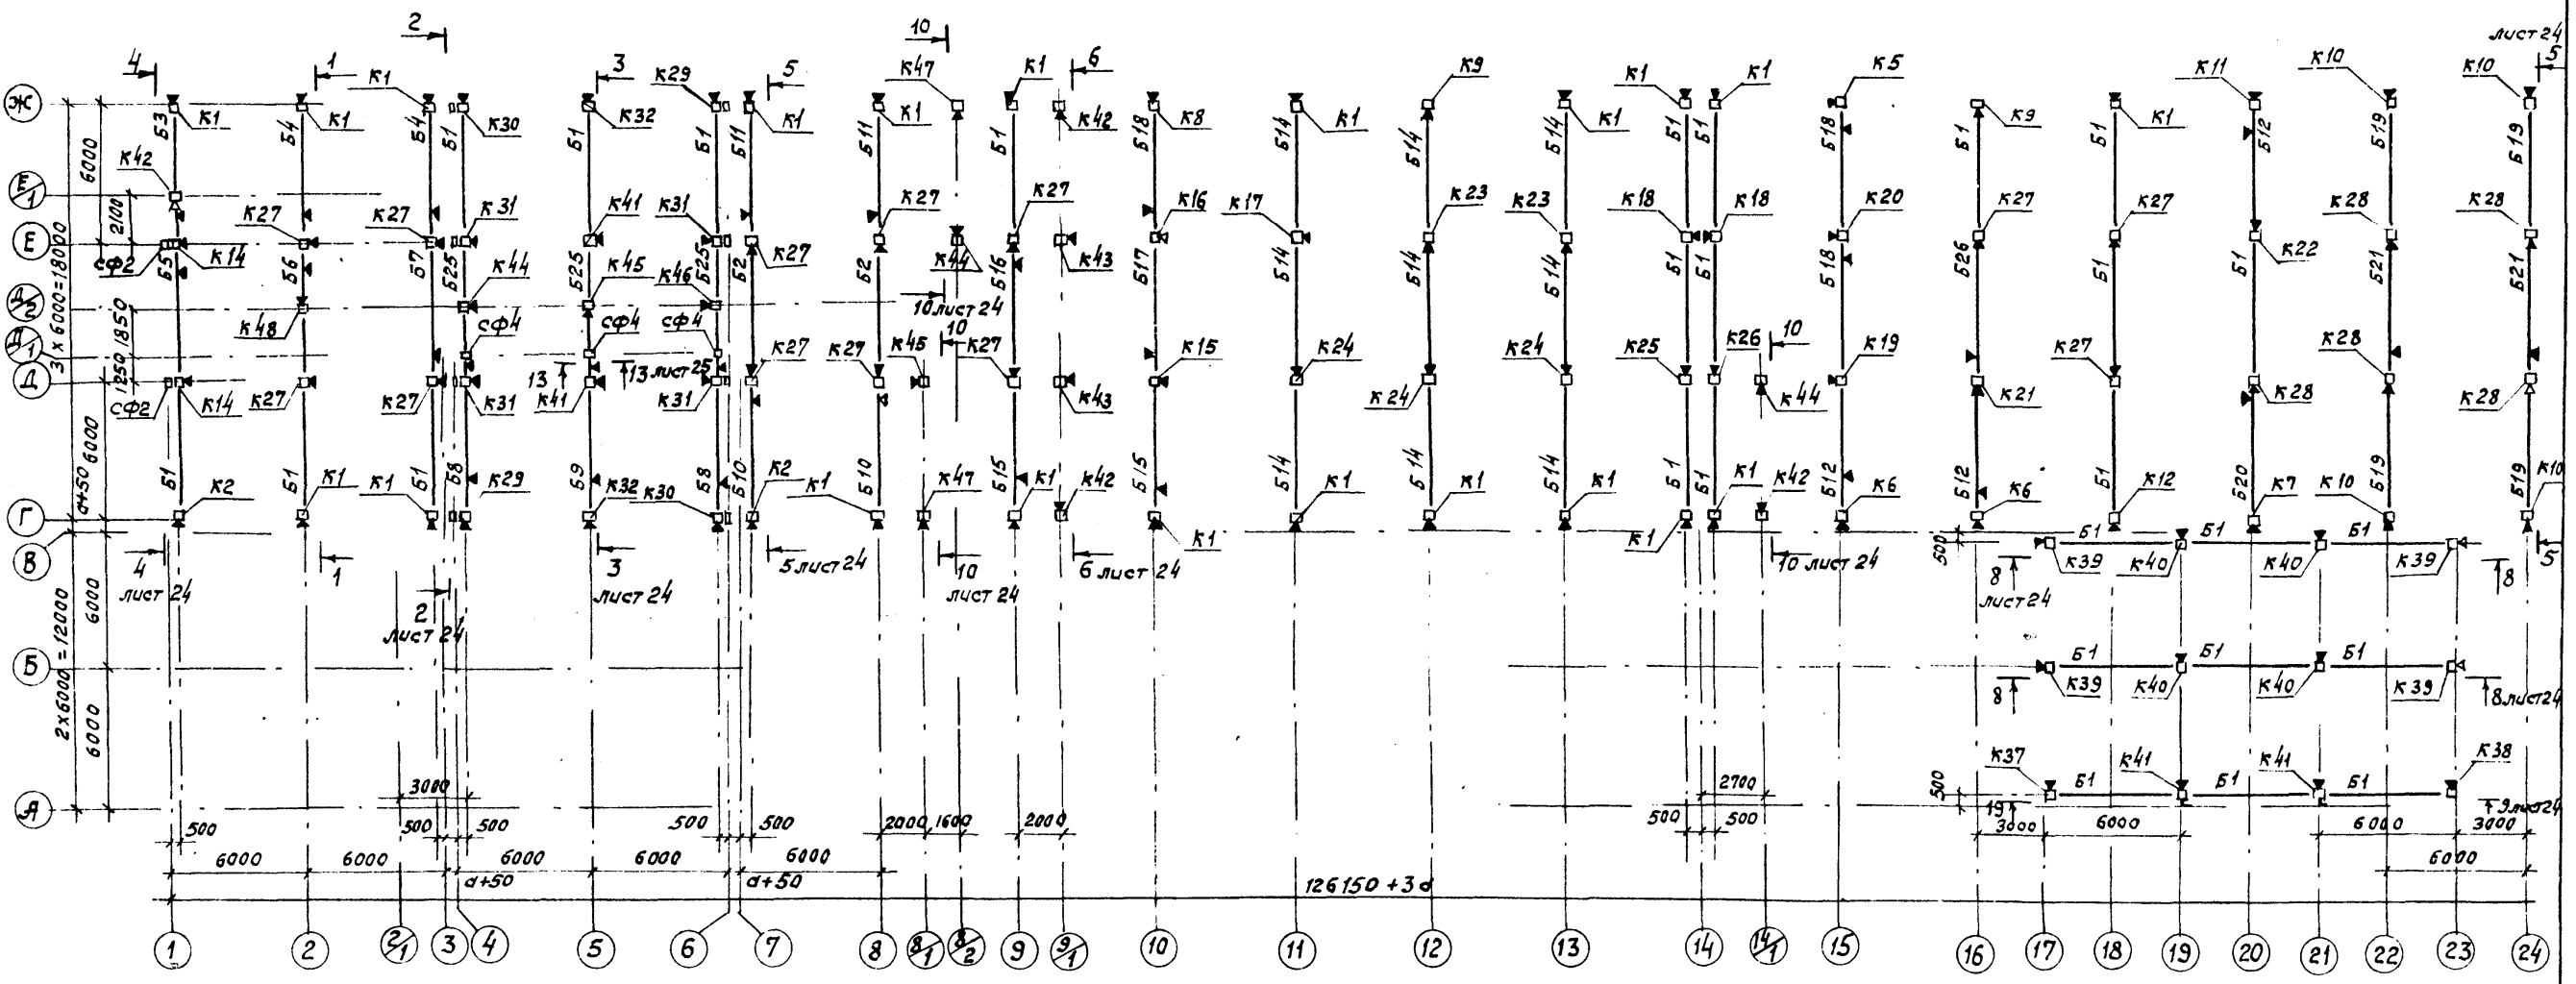 лист 24
2 10
4 1 3 5 6 5
К1 К29 К47 К1 К9 К1 К1 К5 К11 К10 К10
Ж К1 К1 К30 К32 К1 К1 К42 К8 К1 К1 К9 К1
Б3 Б4 Б4 Б1 Б1 Б1 Б11 Б11 Б1 Б18 Б14 Б14 Б14 Б1 Б1 Б18 Б1 Б1 Б12 Б19 Б19
6000
К42
Е/1
2100
К27 К27 К31 К41 К31 К27 К27 К16 К17 К23 К23 К18 К18 К20 К27 К27 К28 К28
Е
СФ2 К14 К27 К44 К43 К22
Б5 Б6 Б7 Б25 Б25 Б25 Б2 Б2 Б16 Б17 Б14 Б14 Б14 Б1 Б1 Б18 Б26 Б1 Б1 Б21 Б21
К44 К45 К46
Д/2
10 лист 24
К48 СФ4 СФ4 СФ4 10 10
Д/1
1850
1250
3 х 6000=18000
К27 К27 К45 К27 К15 К24 К24 К25 К26 К19 К27 К28
13 13 лист 25
Д
СФ2 К14 К27 К27 К31 К41 К31 К43 К24 К44 К21 К28 К28
6000
d+50
Б1 Б1 Б1 Б8 Б9 Б8 Б10 Б10 Б15 Б15 Б14 Б14 Б14 Б1 Б1 Б12 Б12 Б1 Б20 Б19 Б19
К2 К1 К1 К29 К32 К30 К2 К1 К47 К1 К42 К1 К1 К1 К1 К42 К6 К6 К12 К7 К10 К10
Г
К1 К1
В
500 Б1 Б1 Б1
4 1 3 5 лист 24 10 6 лист 24 10 лист 24 8 К39 К40 К40 К39 8 5
лист 24 лист 24 лист 24 лист 24
2
лист 24
6000
2х6000=12000
Б
Б1 Б1 Б1
8 К39 К40 К40 К39 8 лист 24
6000
К37 К41 К41 К38
Б1 Б1 Б1
500
3000 2700
А
19 9 лист 24
500 500 500 500 500 2000 1600 2000 500 500 3000 6000 6000 3000
6000 6000 6000 6000 6000 6000
d+50 d+50
126150 +3d
1 2 2/1 3 4 5 6 7 8 8/1 8/2 9 9/1 10 11 12 13 14 14/1 15 16 17 18 19 20 21 22 23 24